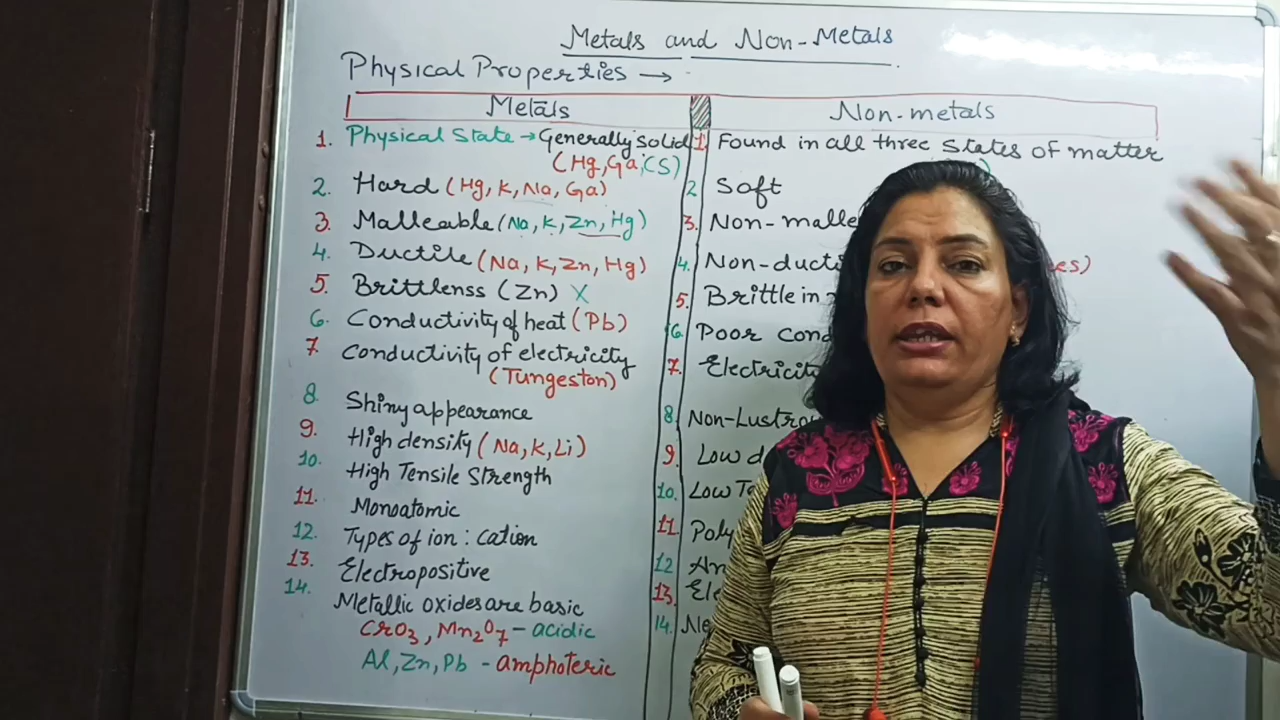 Metals and Non-Metals
Physical Properties →
Metals
Non-metals
1. Physical State → Generally solid
(Hg, Ga, CS)
2. Hard (Hg, K, Na, Ga)
3. Malleable (Na, K, Zn, Hg)
4. Ductile (Na, K, Zn, Hg)
5. Brittlenss (Zn) X
6. Conductivity of heat (Pb)
7. Conductivity of electricity
(Tungeston)
8. Shiny appearance
9. High density (Na, K, Li)
10. High Tensile Strength
11. Monoatomic
12. Types of ion : cation
13. Electropositive
14. Metallic oxides are basic
CrO3, Mn2O7 - acidic
Al, Zn, Pb - amphoteric
1. Found in all three states of matter
2 Soft
3. Non-malle
4. Non-ducti es)
5. Brittle in
6. Poor cond
7. Electricity
8. Non-Lustro
9. Low d
10. Low Te
11. Poly
12 An
13. Ele
14. Ne